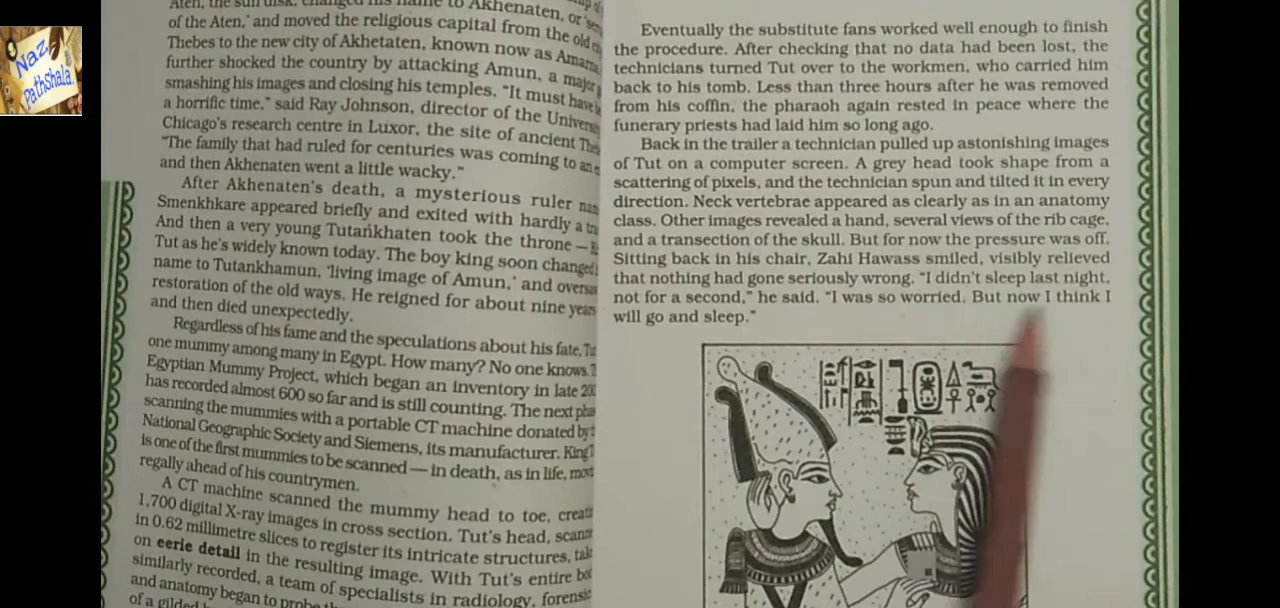 Naz
Pathshala
Aten, the sun disk, changed his name to Akhenaten, or
of the Aten,' and moved the religious capital from the old
Thebes to the new city of Akhetaten, known now as Amarna
further shocked the country by attacking Amun, a major
smashing his images and closing his temples. "It must have
a horrific time," said Ray Johnson, director of the
Chicago's research centre in Luxor, the site of ancient
"The family that had ruled for centuries was coming to an
and then Akhenaten went a little wacky."
After Akhenaten's death, a mysterious ruler
Smenkhkare appeared briefly and exited with hardly a
And then a very young Tutankhaten took the throne —
Tut as he's widely known today. The boy king soon changed
name to Tutankhamun, 'living image of Amun,' and
restoration of the old ways. He reigned for about nine years
and then died unexpectedly.
Regardless of his fame and the speculations about his fate,
one mummy among many in Egypt. How many? No one knows.
Egyptian Mummy Project, which began an inventory in late
has recorded almost 600 so far and is still counting. The next
scanning the mummies with a portable CT machine donated by
National Geographic Society and Siemens, its manufacturer. King
is one of the first mummies to be scanned — in death, as in life,
regally ahead of his countrymen.
A CT machine scanned the mummy head to toe,
1,700 digital X-ray images in cross section. Tut's head,
in 0.62 millimetre slices to register its intricate structures,
on eerie detail in the resulting image. With Tut's entire
similarly recorded, a team of specialists in radiology,
and anatomy began to probe
of a gilded
Eventually the substitute fans worked well enough to finish
the procedure. After checking that no data had been lost, the
technicians turned Tut over to the workmen, who carried him
back to his tomb. Less than three hours after he was removed
from his coffin, the pharaoh again rested in peace where the
funerary priests had laid him so long ago.
Back in the trailer a technician pulled up astonishing images
of Tut on a computer screen. A grey head took shape from a
scattering of pixels, and the technician spun and tilted it in every
direction. Neck vertebrae appeared as clearly as in an anatomy
class. Other images revealed a hand, several views of the rib cage,
and a transection of the skull. But for now the pressure was off.
Sitting back in his chair, Zahi Hawass smiled, visibly relieved
that nothing had gone seriously wrong. "I didn't sleep last night,
not for a second," he said. "I was so worried. But now I think I
will go and sleep."